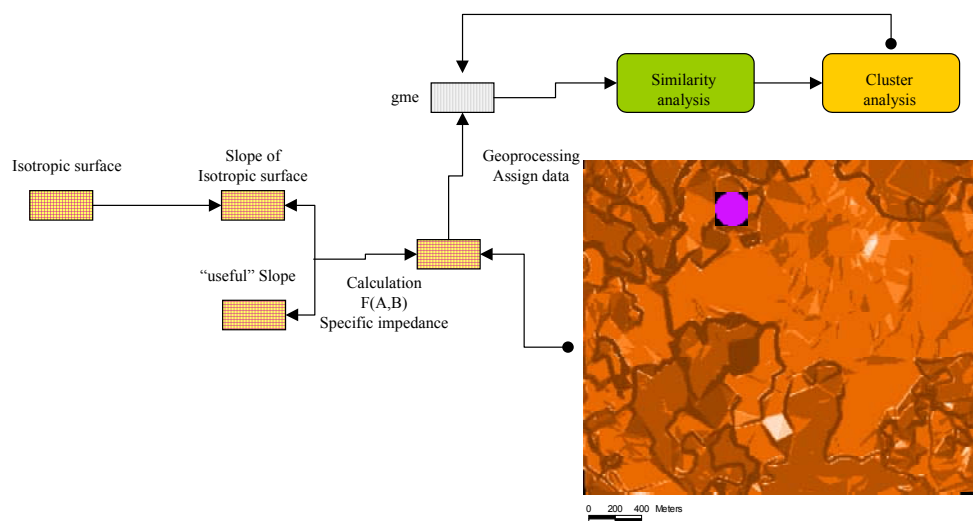 gme
Similarity
analysis
Cluster
analysis
Isotropic surface
Slope of
Isotropic surface
Geoprocessing
Assign data
“useful” Slope
Calculation
F(A,B)
Specific impedance
0 200 400 Meters